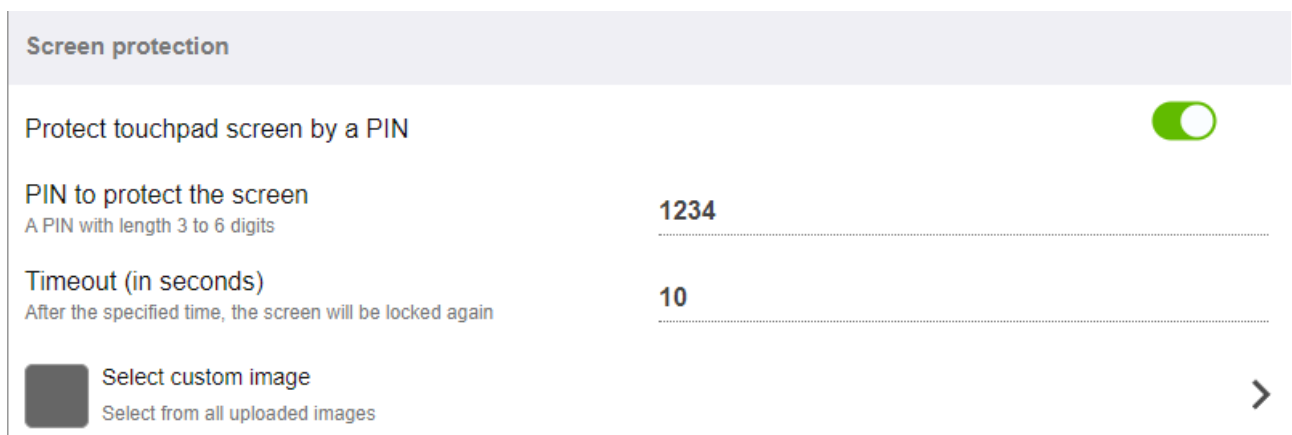 Screen protection
Protect touchpad screen by a PIN
PIN to protect the screen
A PIN with length 3 to 6 digits
1234
Timeout (in seconds)
After the specified time, the screen will be locked again
10
Select custom image
Select from all uploaded images